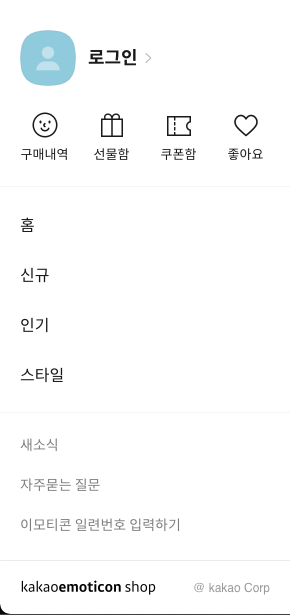 로그인
구매내역 선물함 쿠폰함 좋아요
홈
신규
인기
스타일
새소식
자주묻는 질문
이모티콘 일련번호 입력하기
kakaoemoticon shop @ kakao Corp